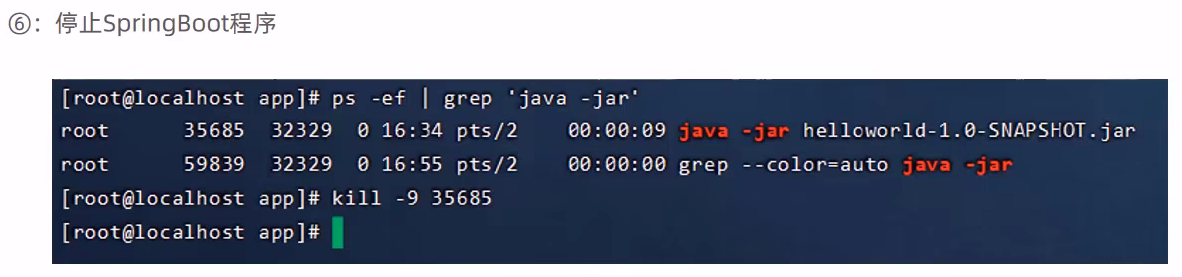 ⑥：停止SpringBoot程序
[root@localhost app]# ps -ef | grep 'java -jar'
root 35685 32329 0 16:34 pts/2 00:00:09 java -jar helloworld-1.0-SNAPSHOT.jar
root 59839 32329 0 16:55 pts/2 00:00:00 grep --color=auto java -jar
[root@localhost app]# kill -9 35685
[root@localhost app]#